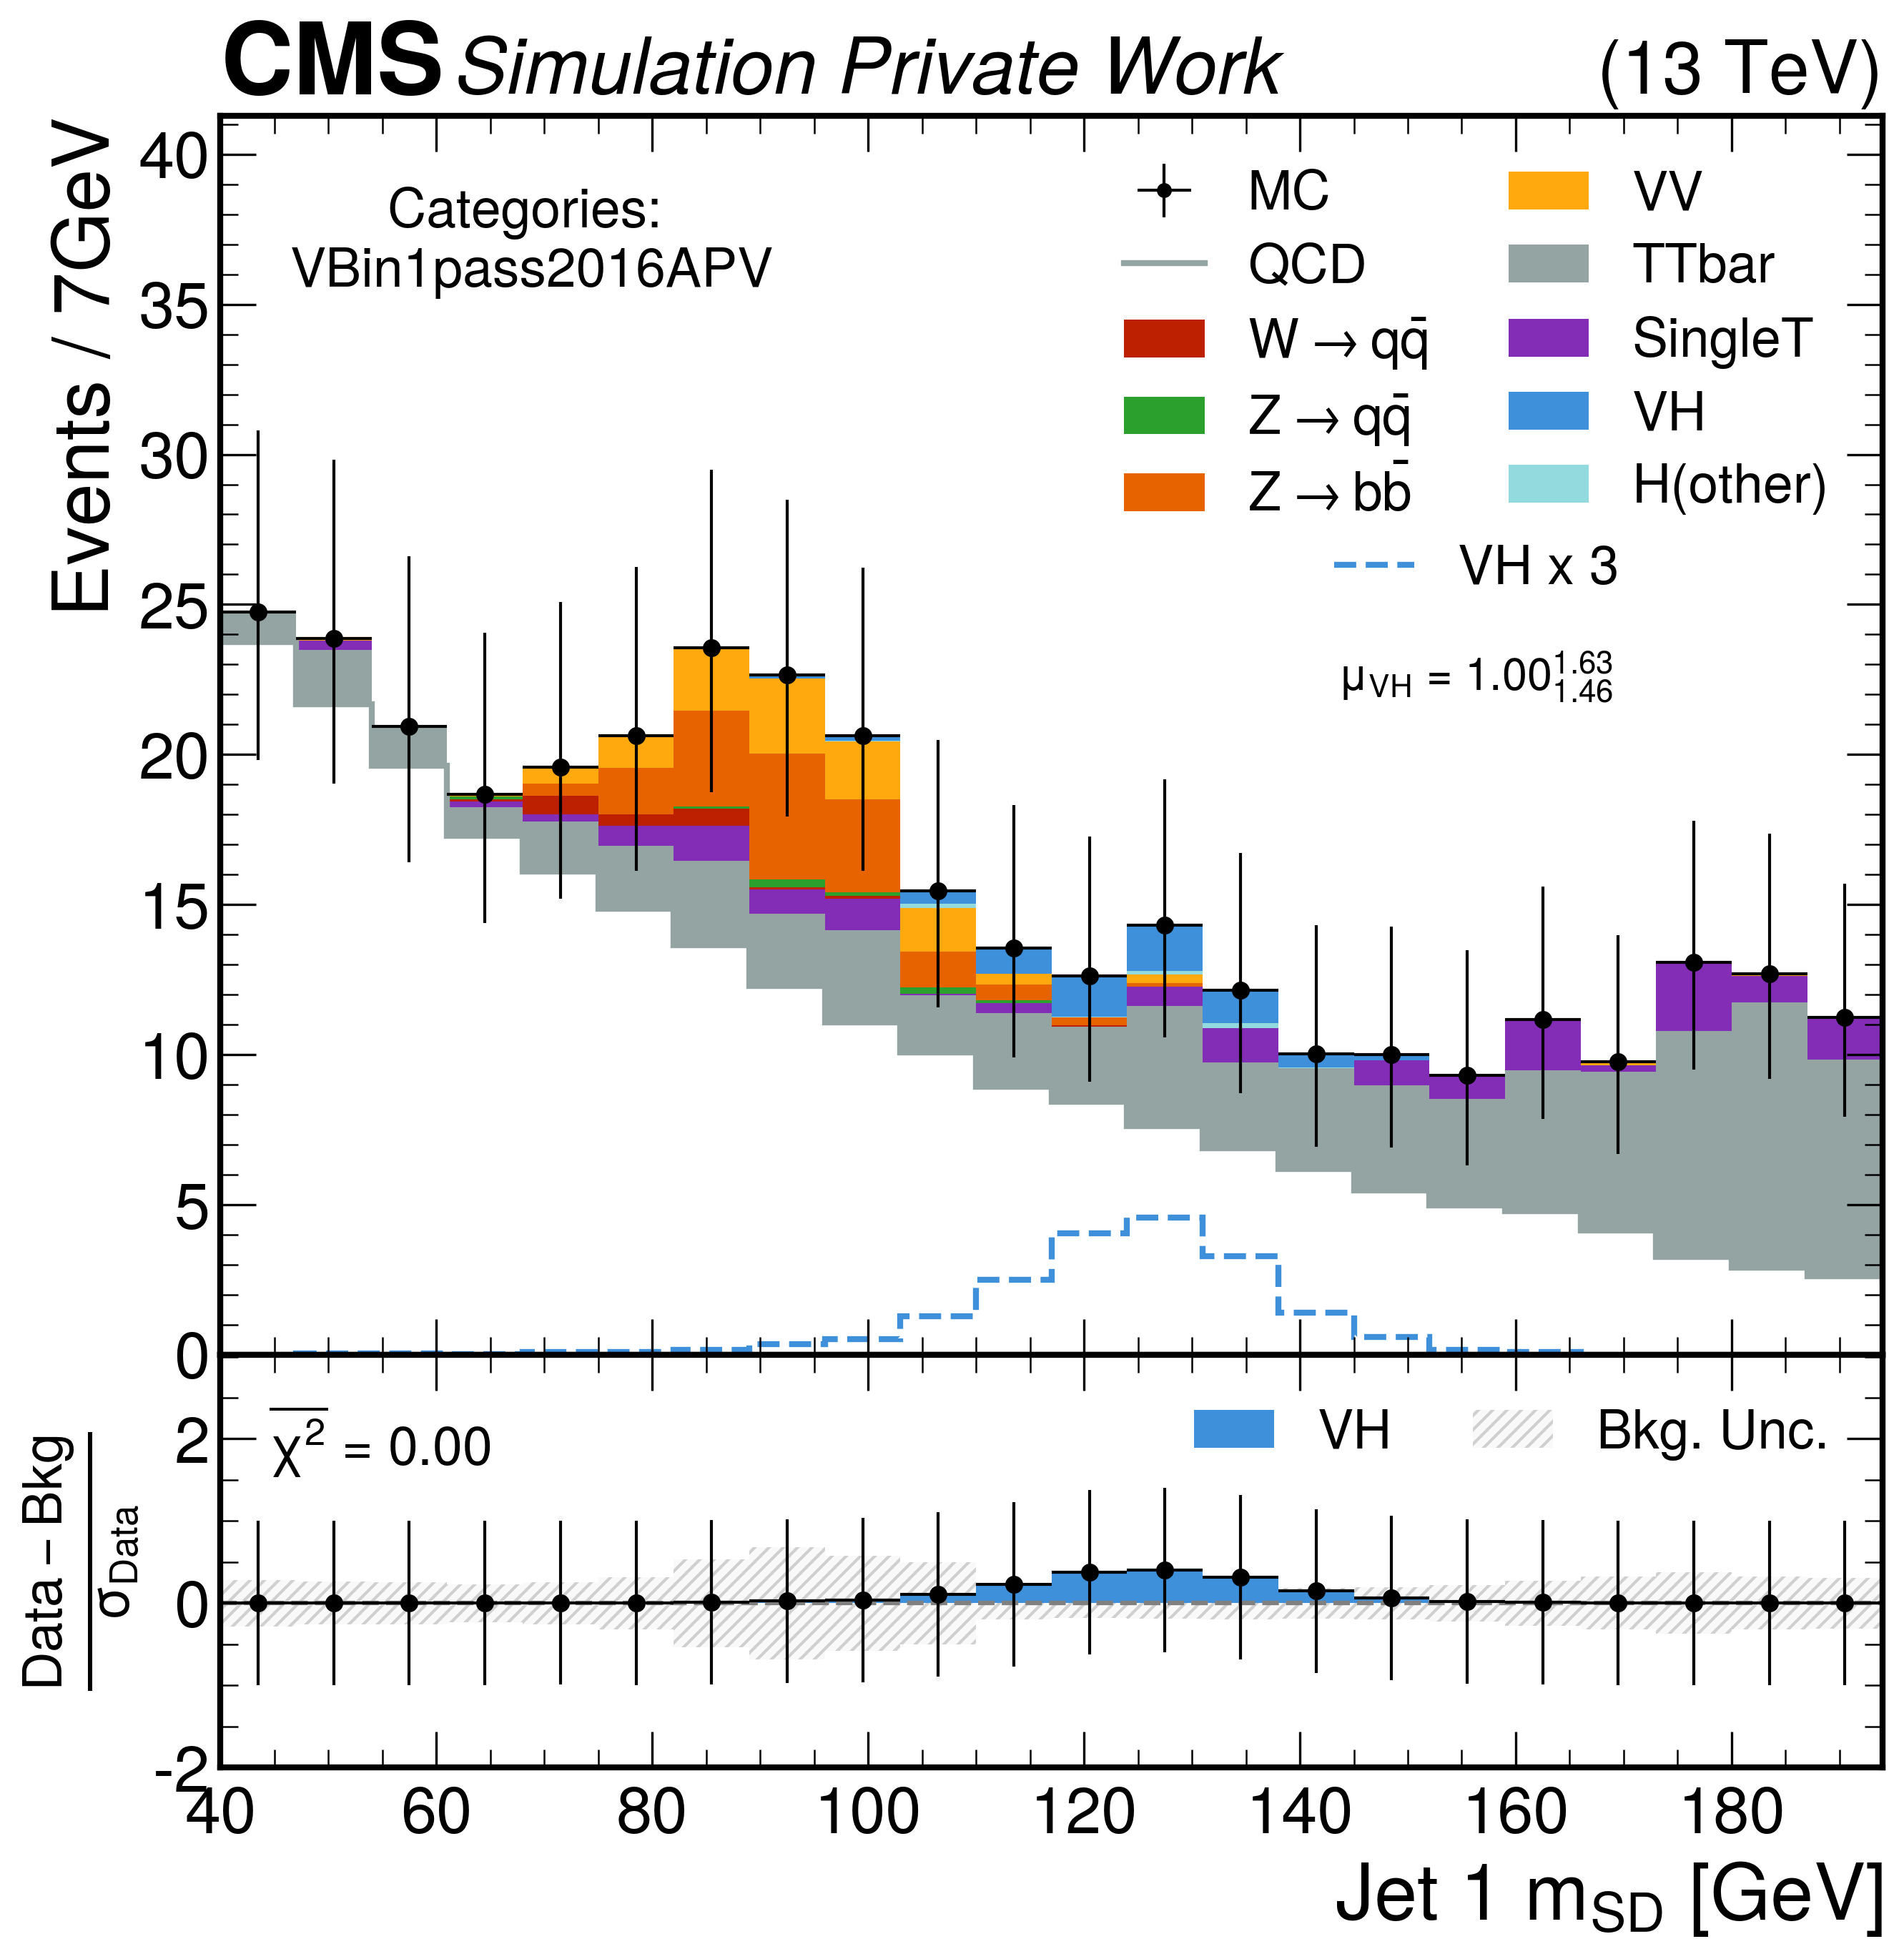 CMS Simulation Private Work (13 TeV)
Events / 7GeV
40
35
30
25
20
15
10
5
0
Categories:
VBin1pass2016APV
MC
QCD
W → qq̄
Z → qq̄
Z → bb̄
VV
TTbar
SingleT
VH
H(other)
VH x 3
μ_VH = 1.00^1.63_1.46
Data − Bkg
σ_Data
2
0
-2
χ² = 0.00
VH
Bkg. Unc.
40 60 80 100 120 140 160 180
Jet 1 m_SD [GeV]